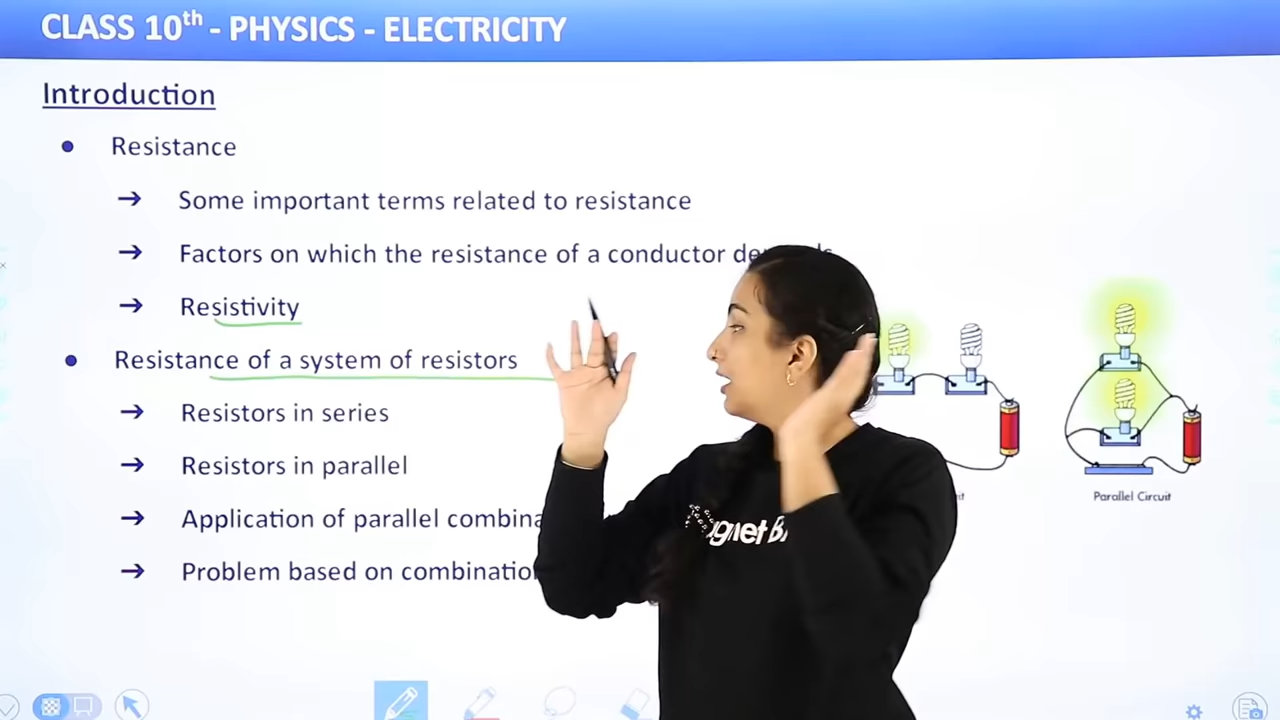 CLASS 10th - PHYSICS - ELECTRICITY
Introduction
Resistance
Some important terms related to resistance
Factors on which the resistance of a conductor
Resistivity
Resistance of a system of resistors
Resistors in series
Resistors in parallel
Application of parallel
Problem based on
Parallel Circuit